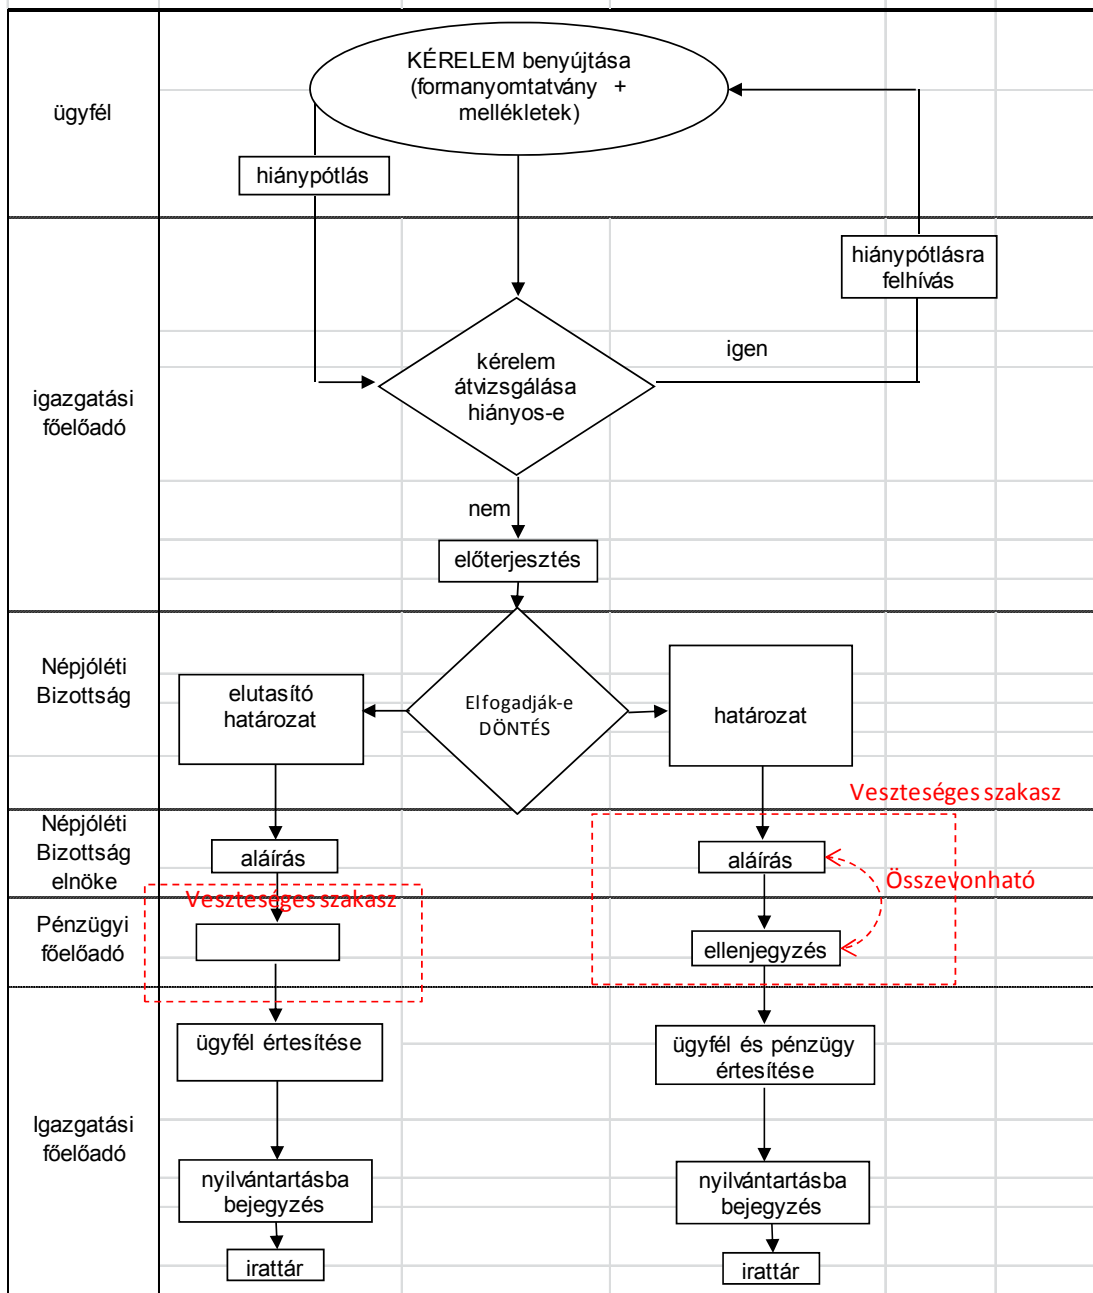 ügyfél
KÉRELEM benyújtása
(formanyomtatvány +
mellékletek)
hiánypótlás
hiánypótlásra
felhívás
igazgatási
főelőadó
kérelem
átvizsgálása
hiányos-e
igen
nem
előterjesztés
Népjóléti
Bizottság
elutasító
határozat
Elfogadják-e
DÖNTÉS
határozat
Veszteséges szakasz
Népjóléti
Bizottság
elnöke
aláírás
aláírás
Összevonható
Veszteséges szakasz
Pénzügyi
főelőadó
ellenjegyzés
Igazgatási
főelőadó
ügyfél értesítése
ügyfél és pénzügy
értesítése
nyilvántartásba
bejegyzés
nyilvántartásba
bejegyzés
irattár
irattár